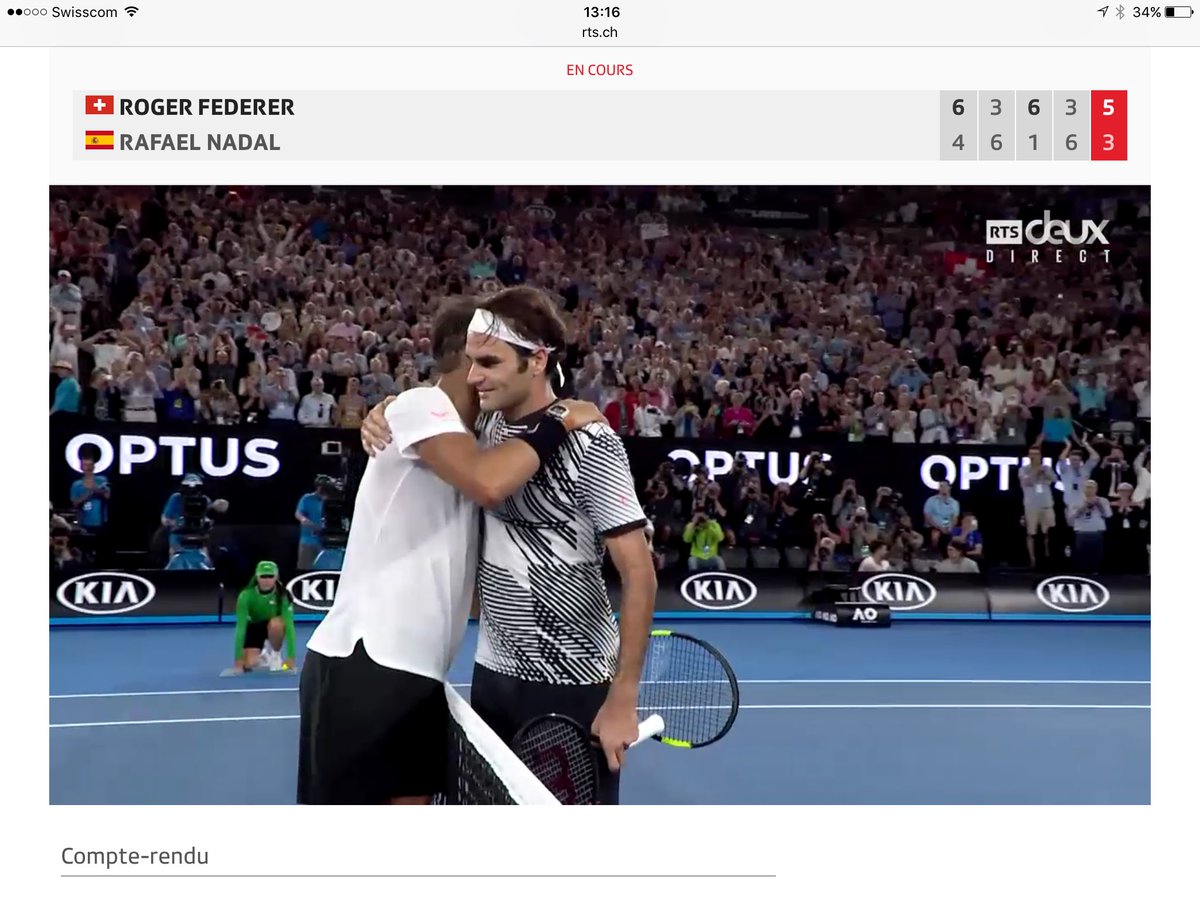 Swisscom 13:16 34%
rts.ch
EN COURS
ROGER FEDERER 6 3 6 3 5
RAFAEL NADAL 4 6 1 6 3
RTS deux
DIRECT
OPTUS OPTUS OPTUS
KIA KI KIA KIA KIA
AO
Compte-rendu